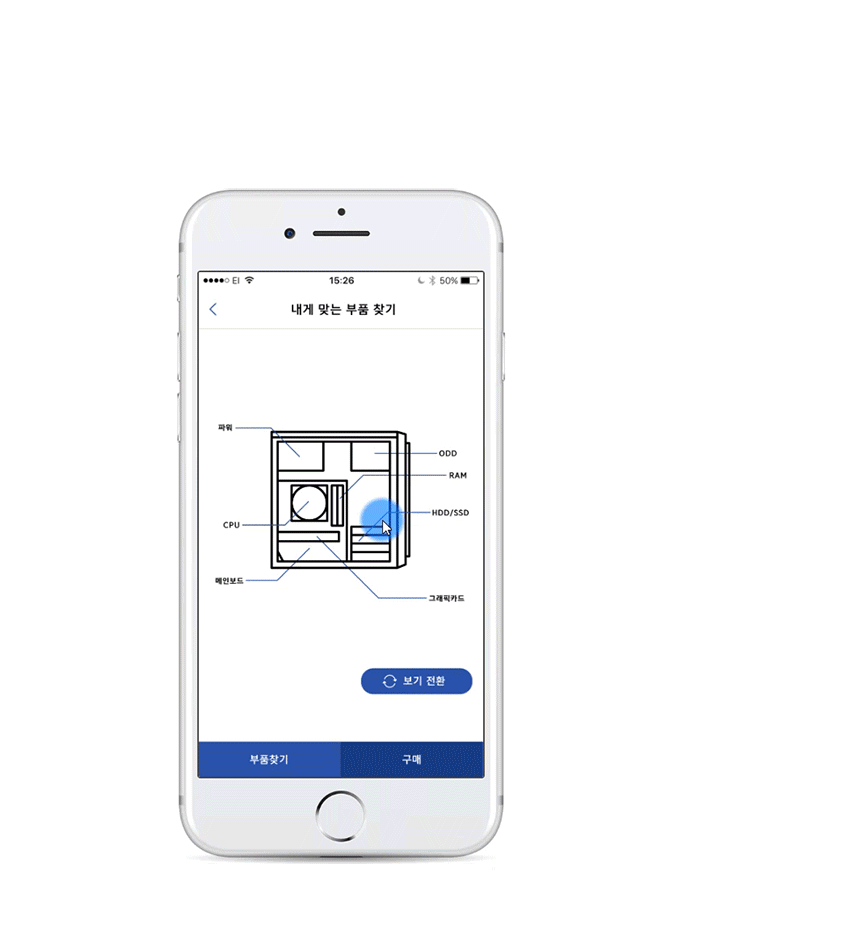 EI 15:26 50%
내게 맞는 부품 찾기
파워
ODD
RAM
HDD/SSD
CPU
메인보드
그래픽카드
보기 전환
부품찾기 구매